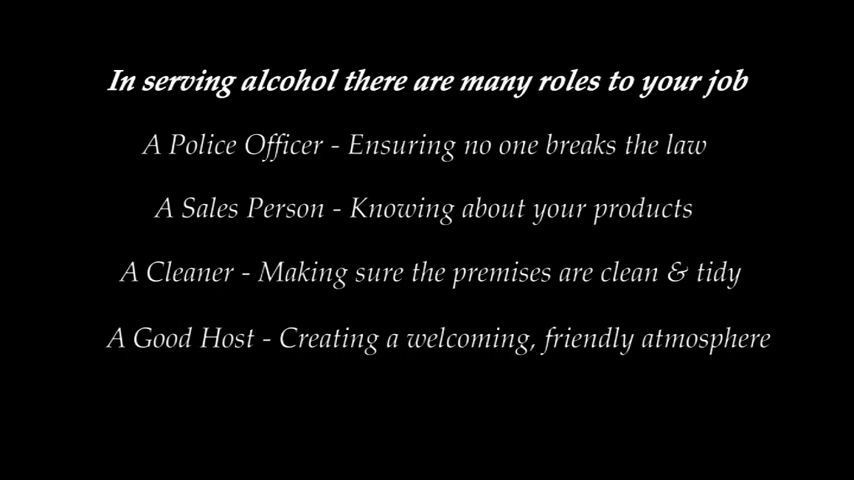 In serving alcohol there are many roles to your job
A Police Officer - Ensuring no one breaks the law
A Sales Person - Knowing about your products
A Cleaner - Making sure the premises are clean & tidy
A Good Host - Creating a welcoming, friendly atmosphere